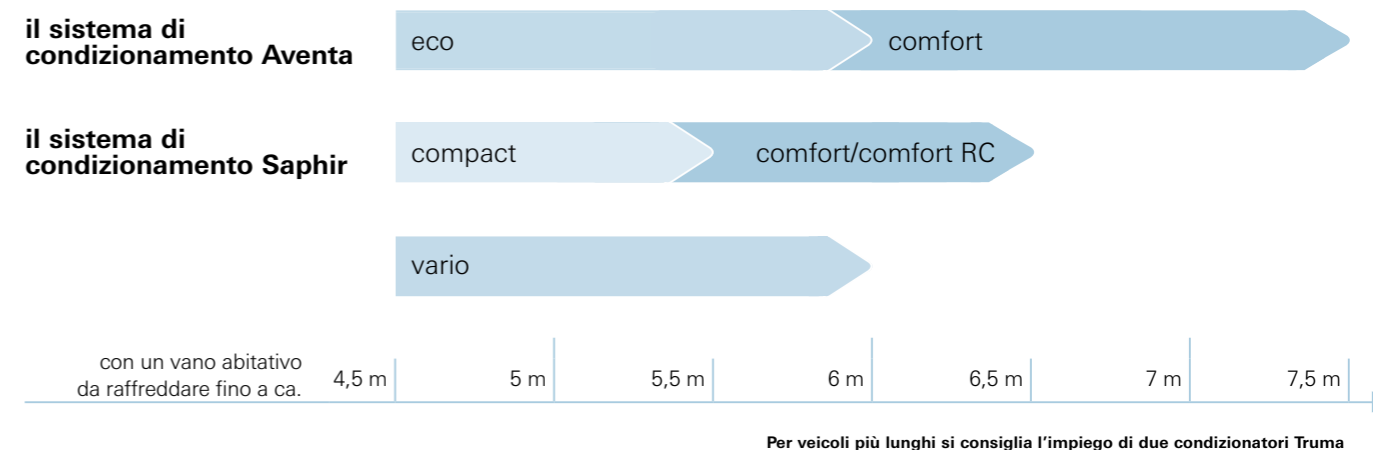 il sistema di
condizionamento Aventa
eco
comfort
il sistema di
condizionamento Saphir
compact
comfort/comfort RC
vario
con un vano abitativo
da raffreddare fino a ca.
4,5 m
5 m
5,5 m
6 m
6,5 m
7 m
7,5 m
Per veicoli più lunghi si consiglia l’impiego di due condizionatori Truma